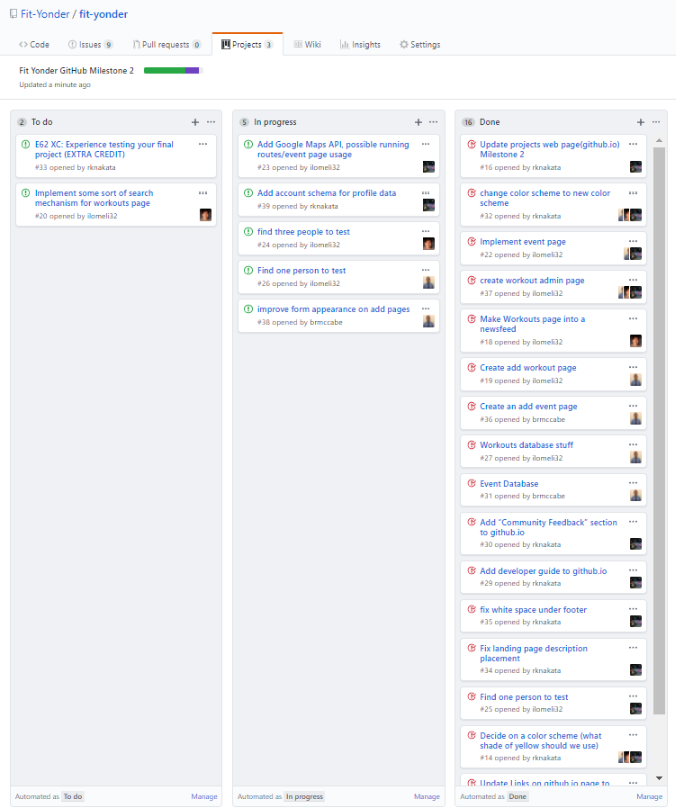 Fit-Yonder / fit-yonder
Code
Issues 9
Pull requests 0
Projects 3
Wiki
Insights
Settings
Fit Yonder GitHub Milestone 2
Updated a minute ago
2 To do
E62 XC: Experience testing your final
project (EXTRA CREDIT)
#33 opened by rknakata
Implement some sort of search
mechanism for workouts page
#20 opened by ilomeli32
Automated as To do
Manage
5 In progress
Add Google Maps API, possible running
routes/event page usage
#23 opened by ilomeli32
Add account schema for profile data
#39 opened by rknakata
find three people to test
#24 opened by ilomeli32
Find one person to test
#26 opened by ilomeli32
improve form appearance on add pages
#38 opened by brmccabe
Automated as In progress
Manage
16 Done
Update projects web page(github.io)
Milestone 2
#16 opened by rknakata
change color scheme to new color
scheme
#32 opened by rknakata
Implement event page
#22 opened by ilomeli32
create workout admin page
#37 opened by ilomeli32
Make Workouts page into a
newsfeed
#18 opened by ilomeli32
Create add workout page
#19 opened by ilomeli32
Create an add event page
#36 opened by brmccabe
Workouts database stuff
#27 opened by ilomeli32
Event Database
#31 opened by brmccabe
Add "Community Feedback" section
to github.io
#30 opened by rknakata
Add developer guide to github.io
#29 opened by rknakata
fix white space under footer
#35 opened by rknakata
Fix landing page description
placement
#34 opened by rknakata
Find one person to test
#25 opened by ilomeli32
Decide on a color scheme (what
shade of yellow should we use)
#14 opened by rknakata
Update Links on github.io page to
Automated as Done
Manage